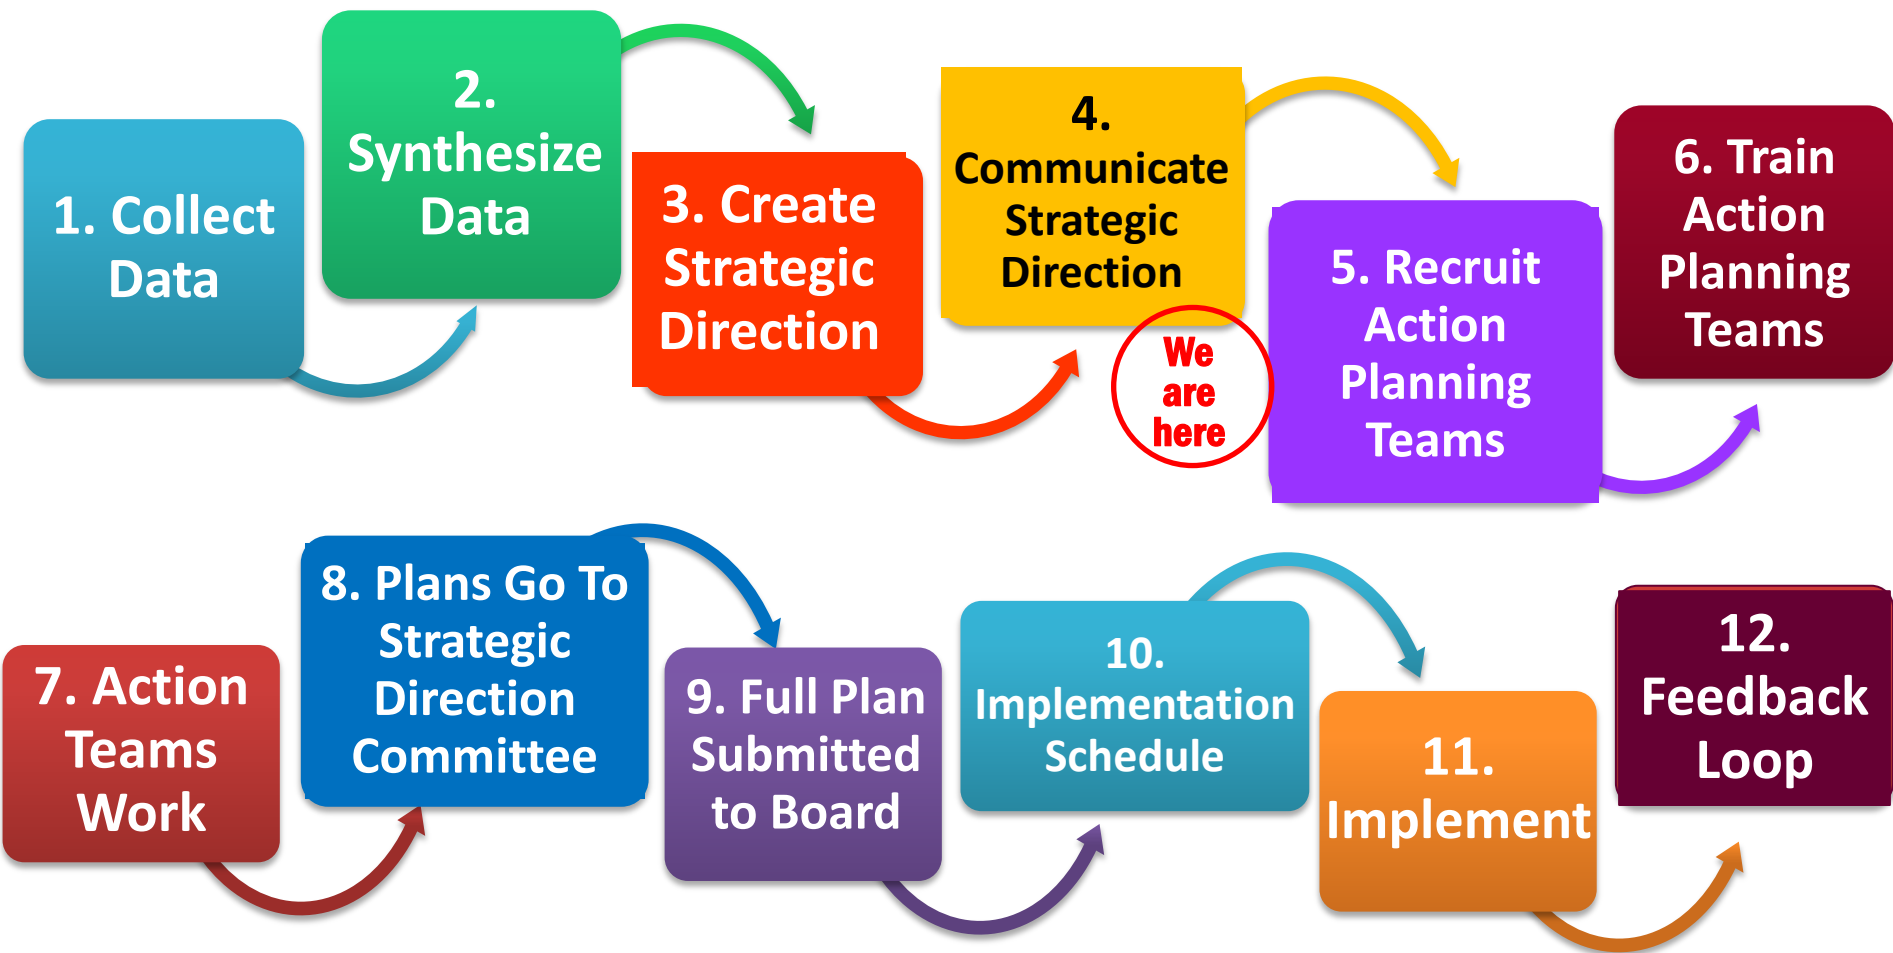 1. Collect
Data
2.
Synthesize
Data
3. Create
Strategic
Direction
4.
Communicate
Strategic
Direction
We
are
here
5. Recruit
Action
Planning
Teams
6. Train
Action
Planning
Teams
7. Action
Teams
Work
8. Plans Go To
Strategic
Direction
Committee
9. Full Plan
Submitted
to Board
10.
Implementation
Schedule
11.
Implement
12.
Feedback
Loop